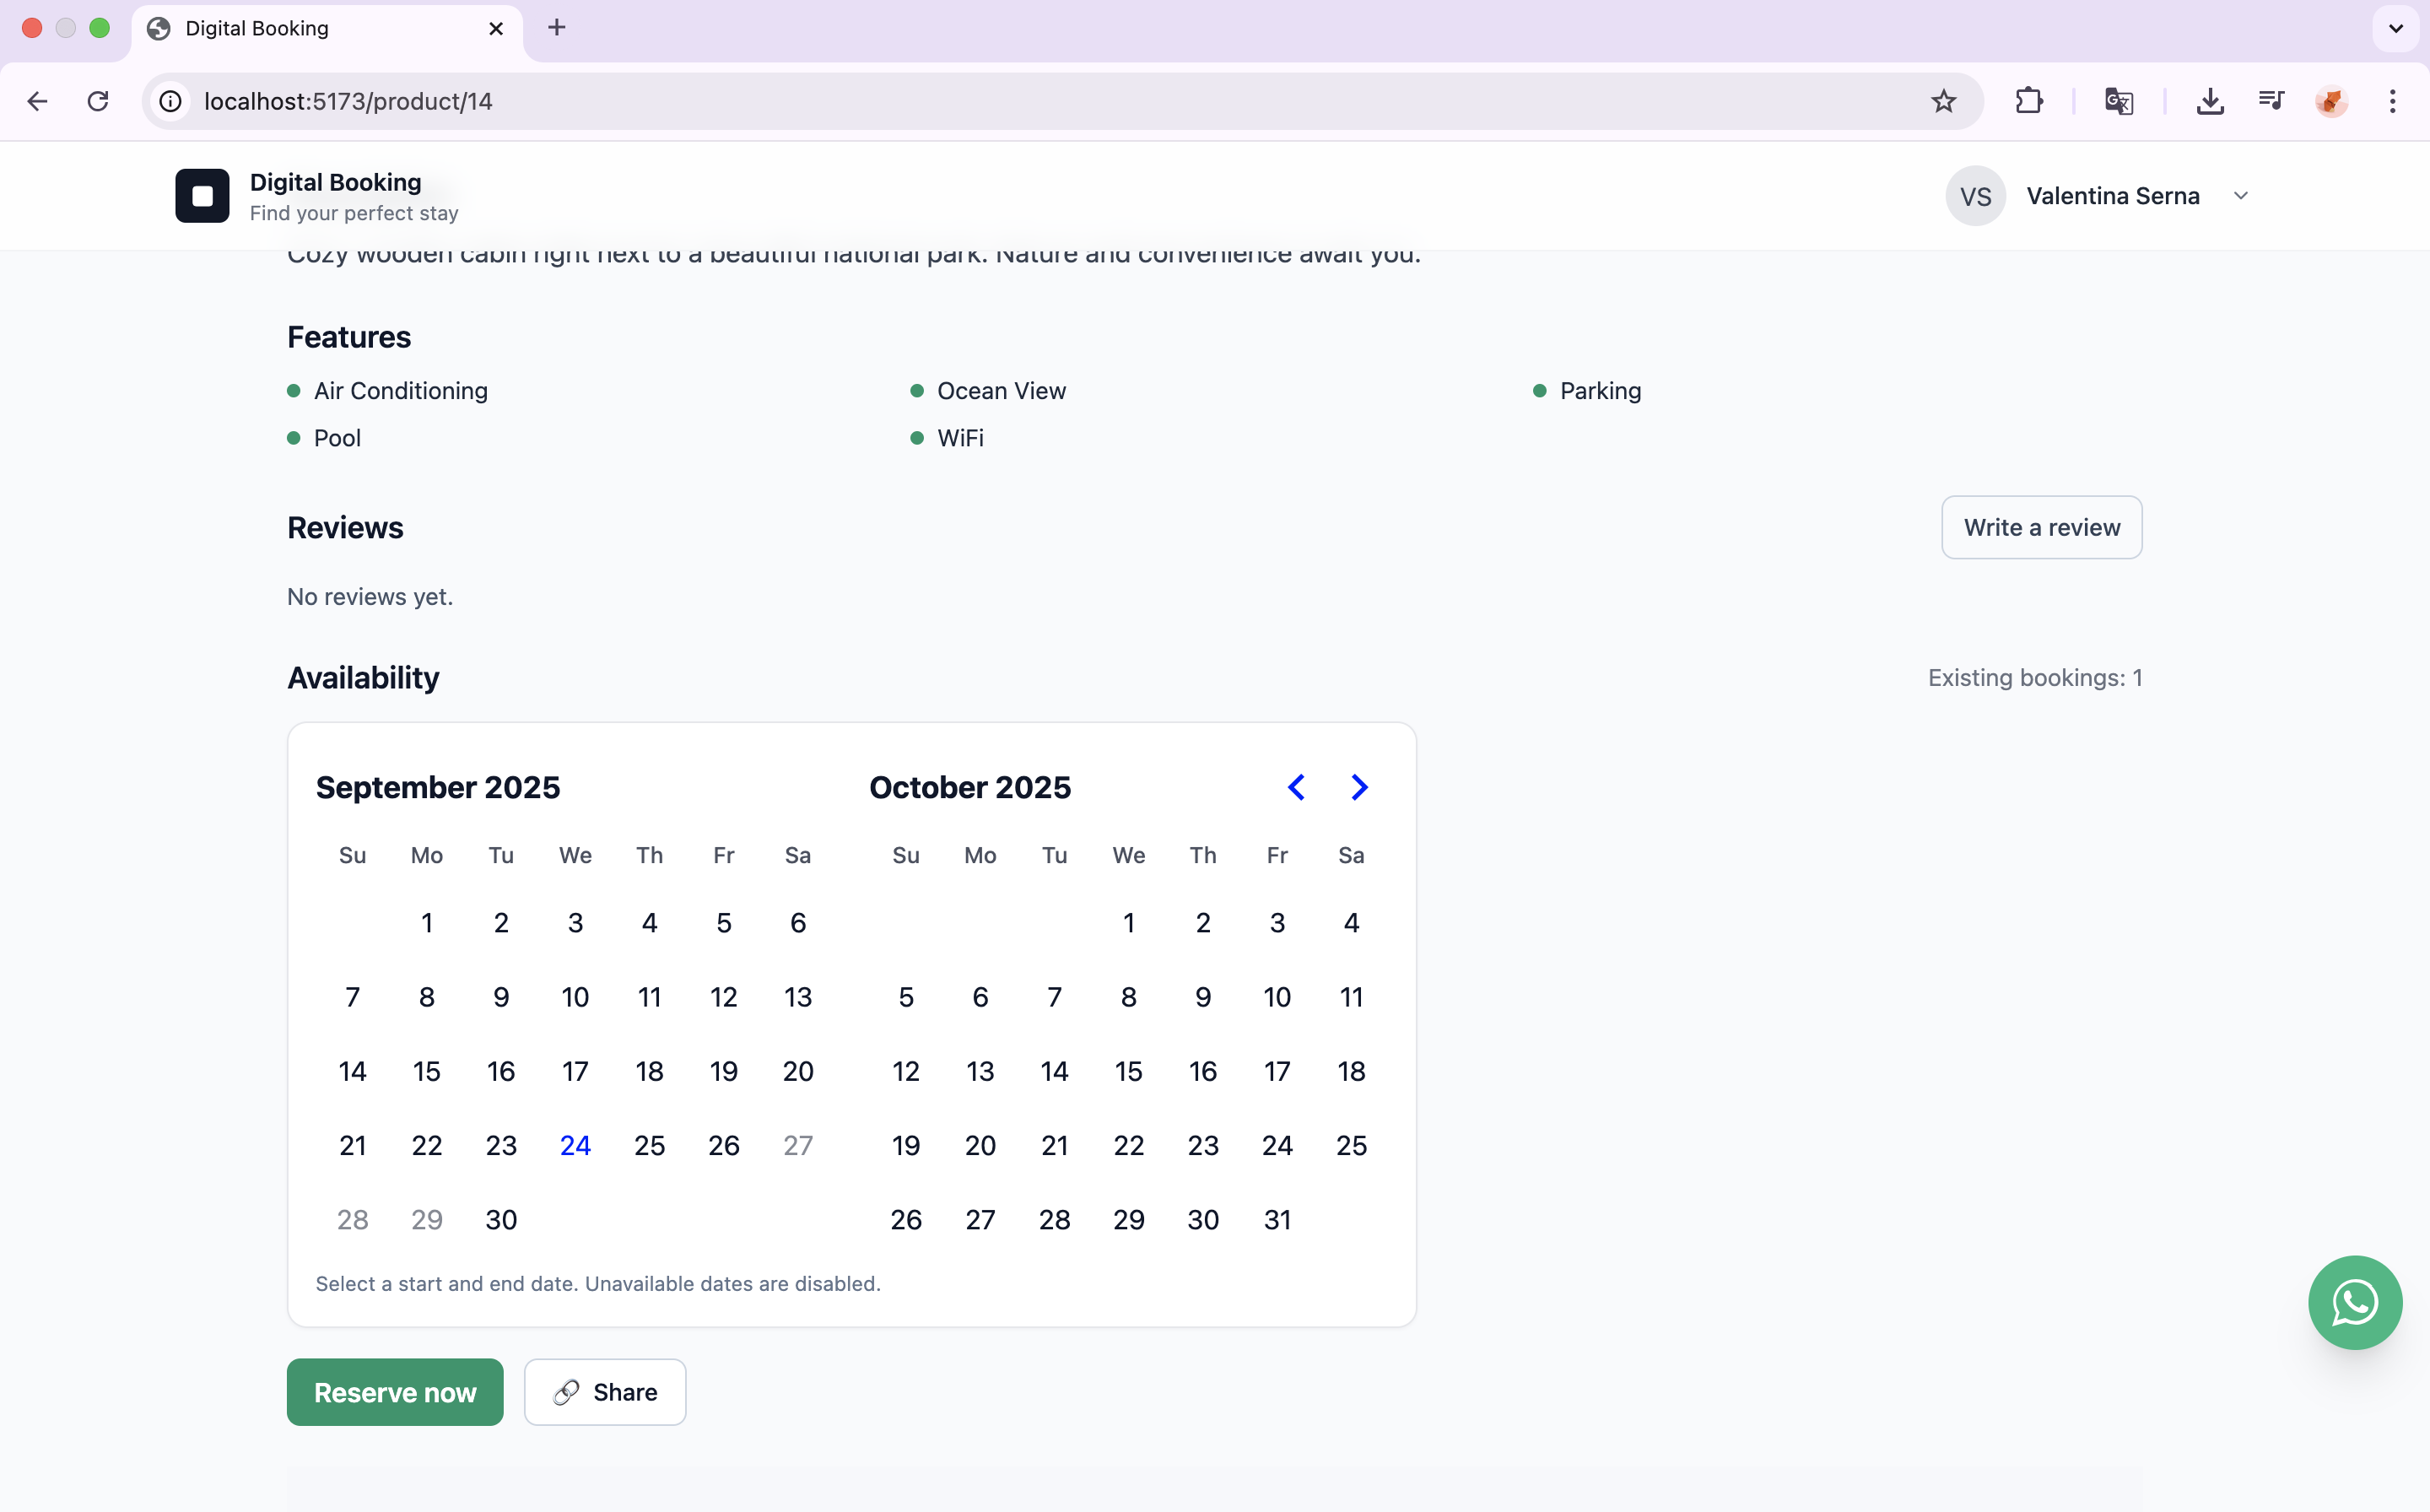 Digital Booking
localhost:5173/product/14
Digital Booking
Find your perfect stay
VS
Valentina Serna
Cozy wooden cabin right next to a beautiful national park. Nature and convenience await you.
Features
Air Conditioning
Ocean View
Parking
Pool
WiFi
Reviews
Write a review
No reviews yet.
Availability
Existing bookings: 1
September 2025
Su Mo Tu We Th Fr Sa
1 2 3 4 5 6
7 8 9 10 11 12 13
14 15 16 17 18 19 20
21 22 23 24 25 26 27
28 29 30
October 2025
Su Mo Tu We Th Fr Sa
1 2 3 4
5 6 7 8 9 10 11
12 13 14 15 16 17 18
19 20 21 22 23 24 25
26 27 28 29 30 31
Select a start and end date. Unavailable dates are disabled.
Reserve now
Share